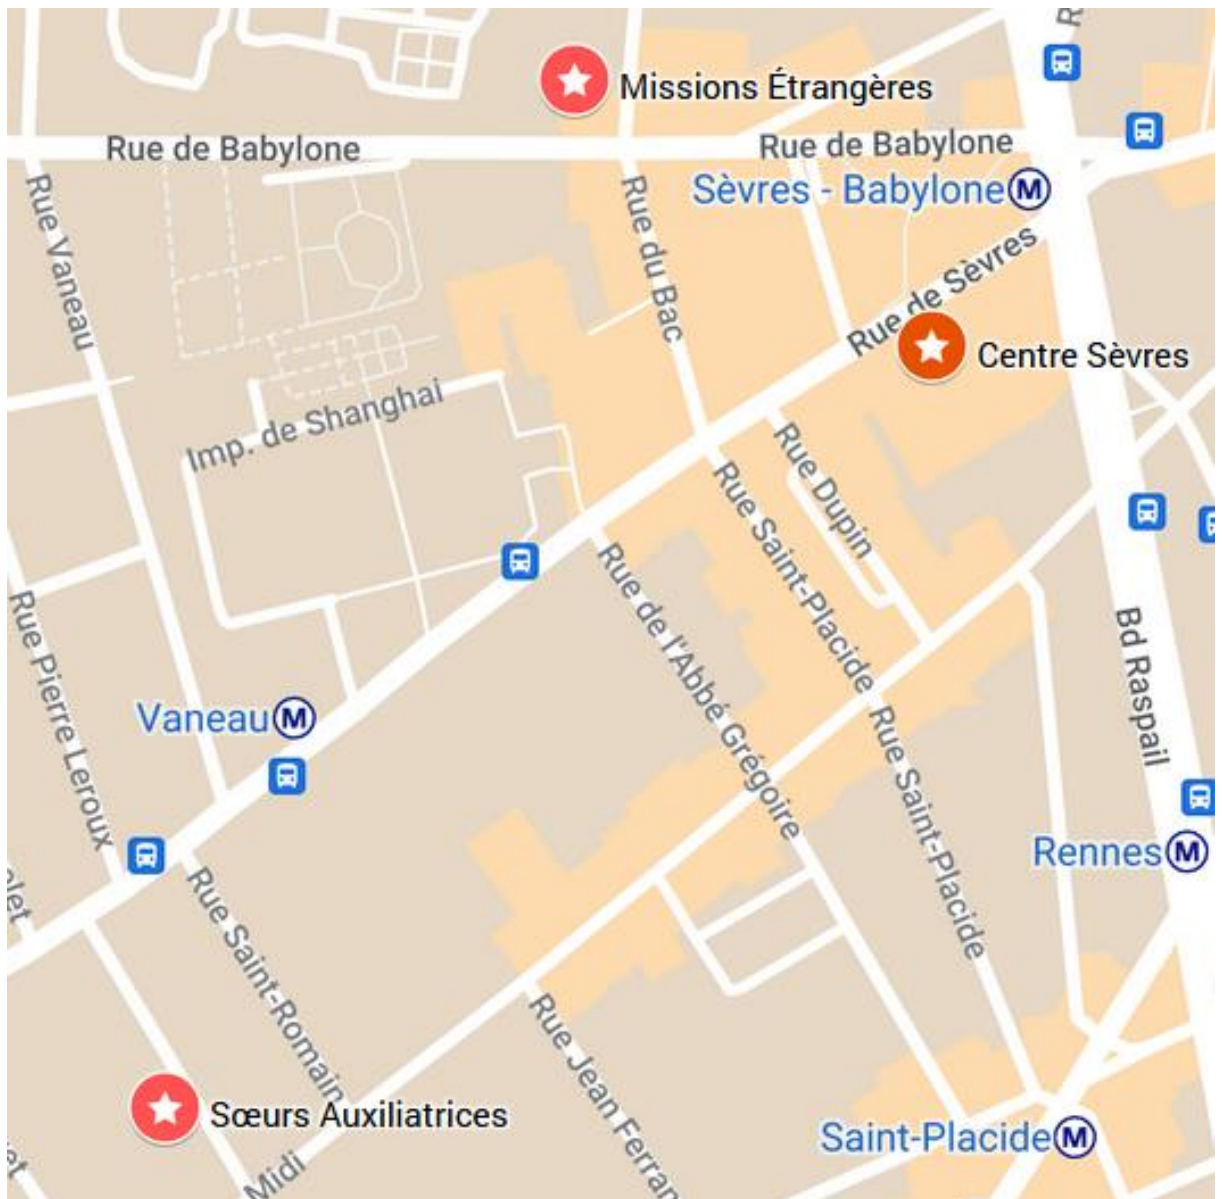 R
Missions Étrangères
Rue de Babylone
Rue de Babylone
Sèvres - Babylone M
Rue Vaneau
Rue du Bac
Rue de Sèvres
Centre Sèvres
Imp. de Shanghai
Rue Dupin
Rue Saint-Placide
Rue de l'Abbé Grégoire
Rue Pierre Leroux
Bd Raspail
Vaneau M
Rue Saint-Placide
Rennes M
olet
Rue Saint-Romain
Rue Jean Ferran
Sœurs Auxiliatrices
Saint-Placide M
et
Midi